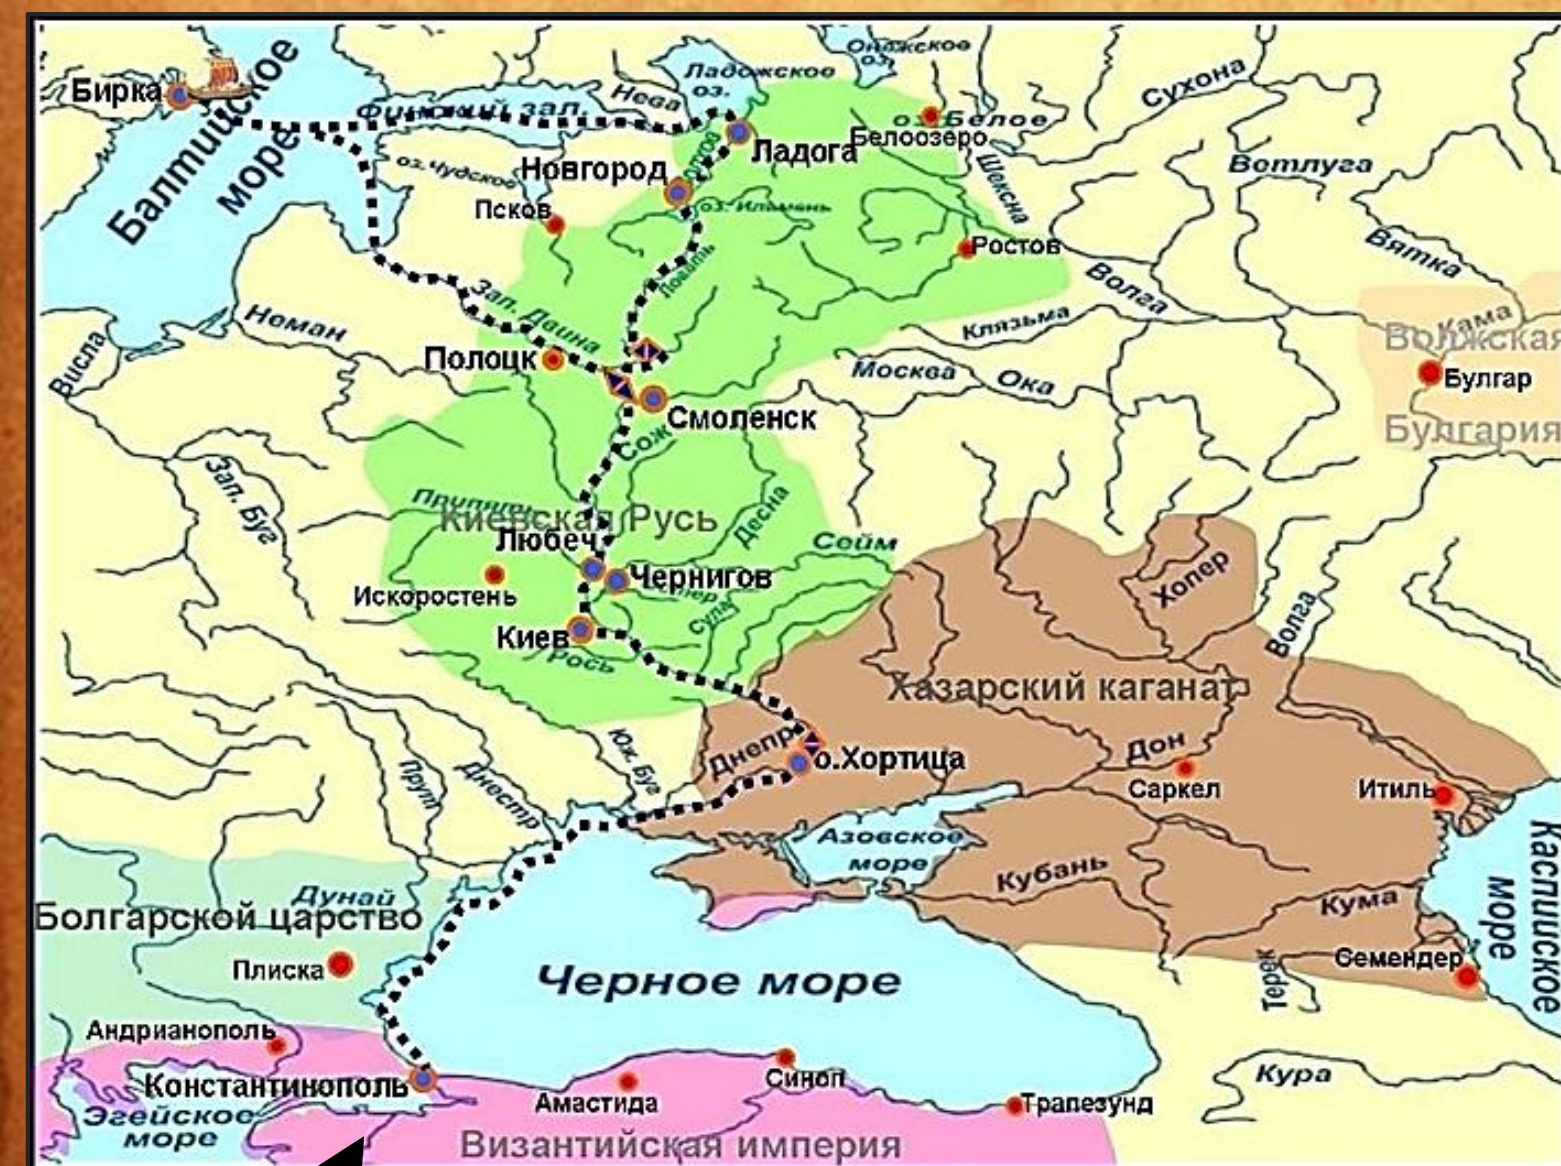 Бирка
Балтийское
море
Финский зал.
Нева
Ладожское
оз.
Онежское
оз.
Сухона
оз. Белое
Белоозеро
Ладога
Новгород
оз. Чудское
Псков
оз. Ильмень
Шексна
Вотлуга
Ростов
Вятка
Ловать
Волга
Зап. Двина
Неман
Висла
Клязьма
Кама
Волжская
Булгар
Булгария
Полоцк
Москва
Ока
Смоленск
Сож
Зап. Буг
Припять
Киевская Русь
Десна
Любеч
Сейм
Чернигов
Искоростень
Сула
Киев
Рось
Хопер
Волга
Хазарский каганат
Юж. Буг
Днепр
о.Хортица
Дон
Саркел
Итиль
Прут
Днестр
Азовское
море
Кубань
Кума
Каспийское
море
Дунай
Болгарской царство
Плиска
Черное море
Семендер
Терек
Андрианополь
Константинополь
Эгейское
море
Амастида
Синоп
Трапезунд
Кура
Византийская империя